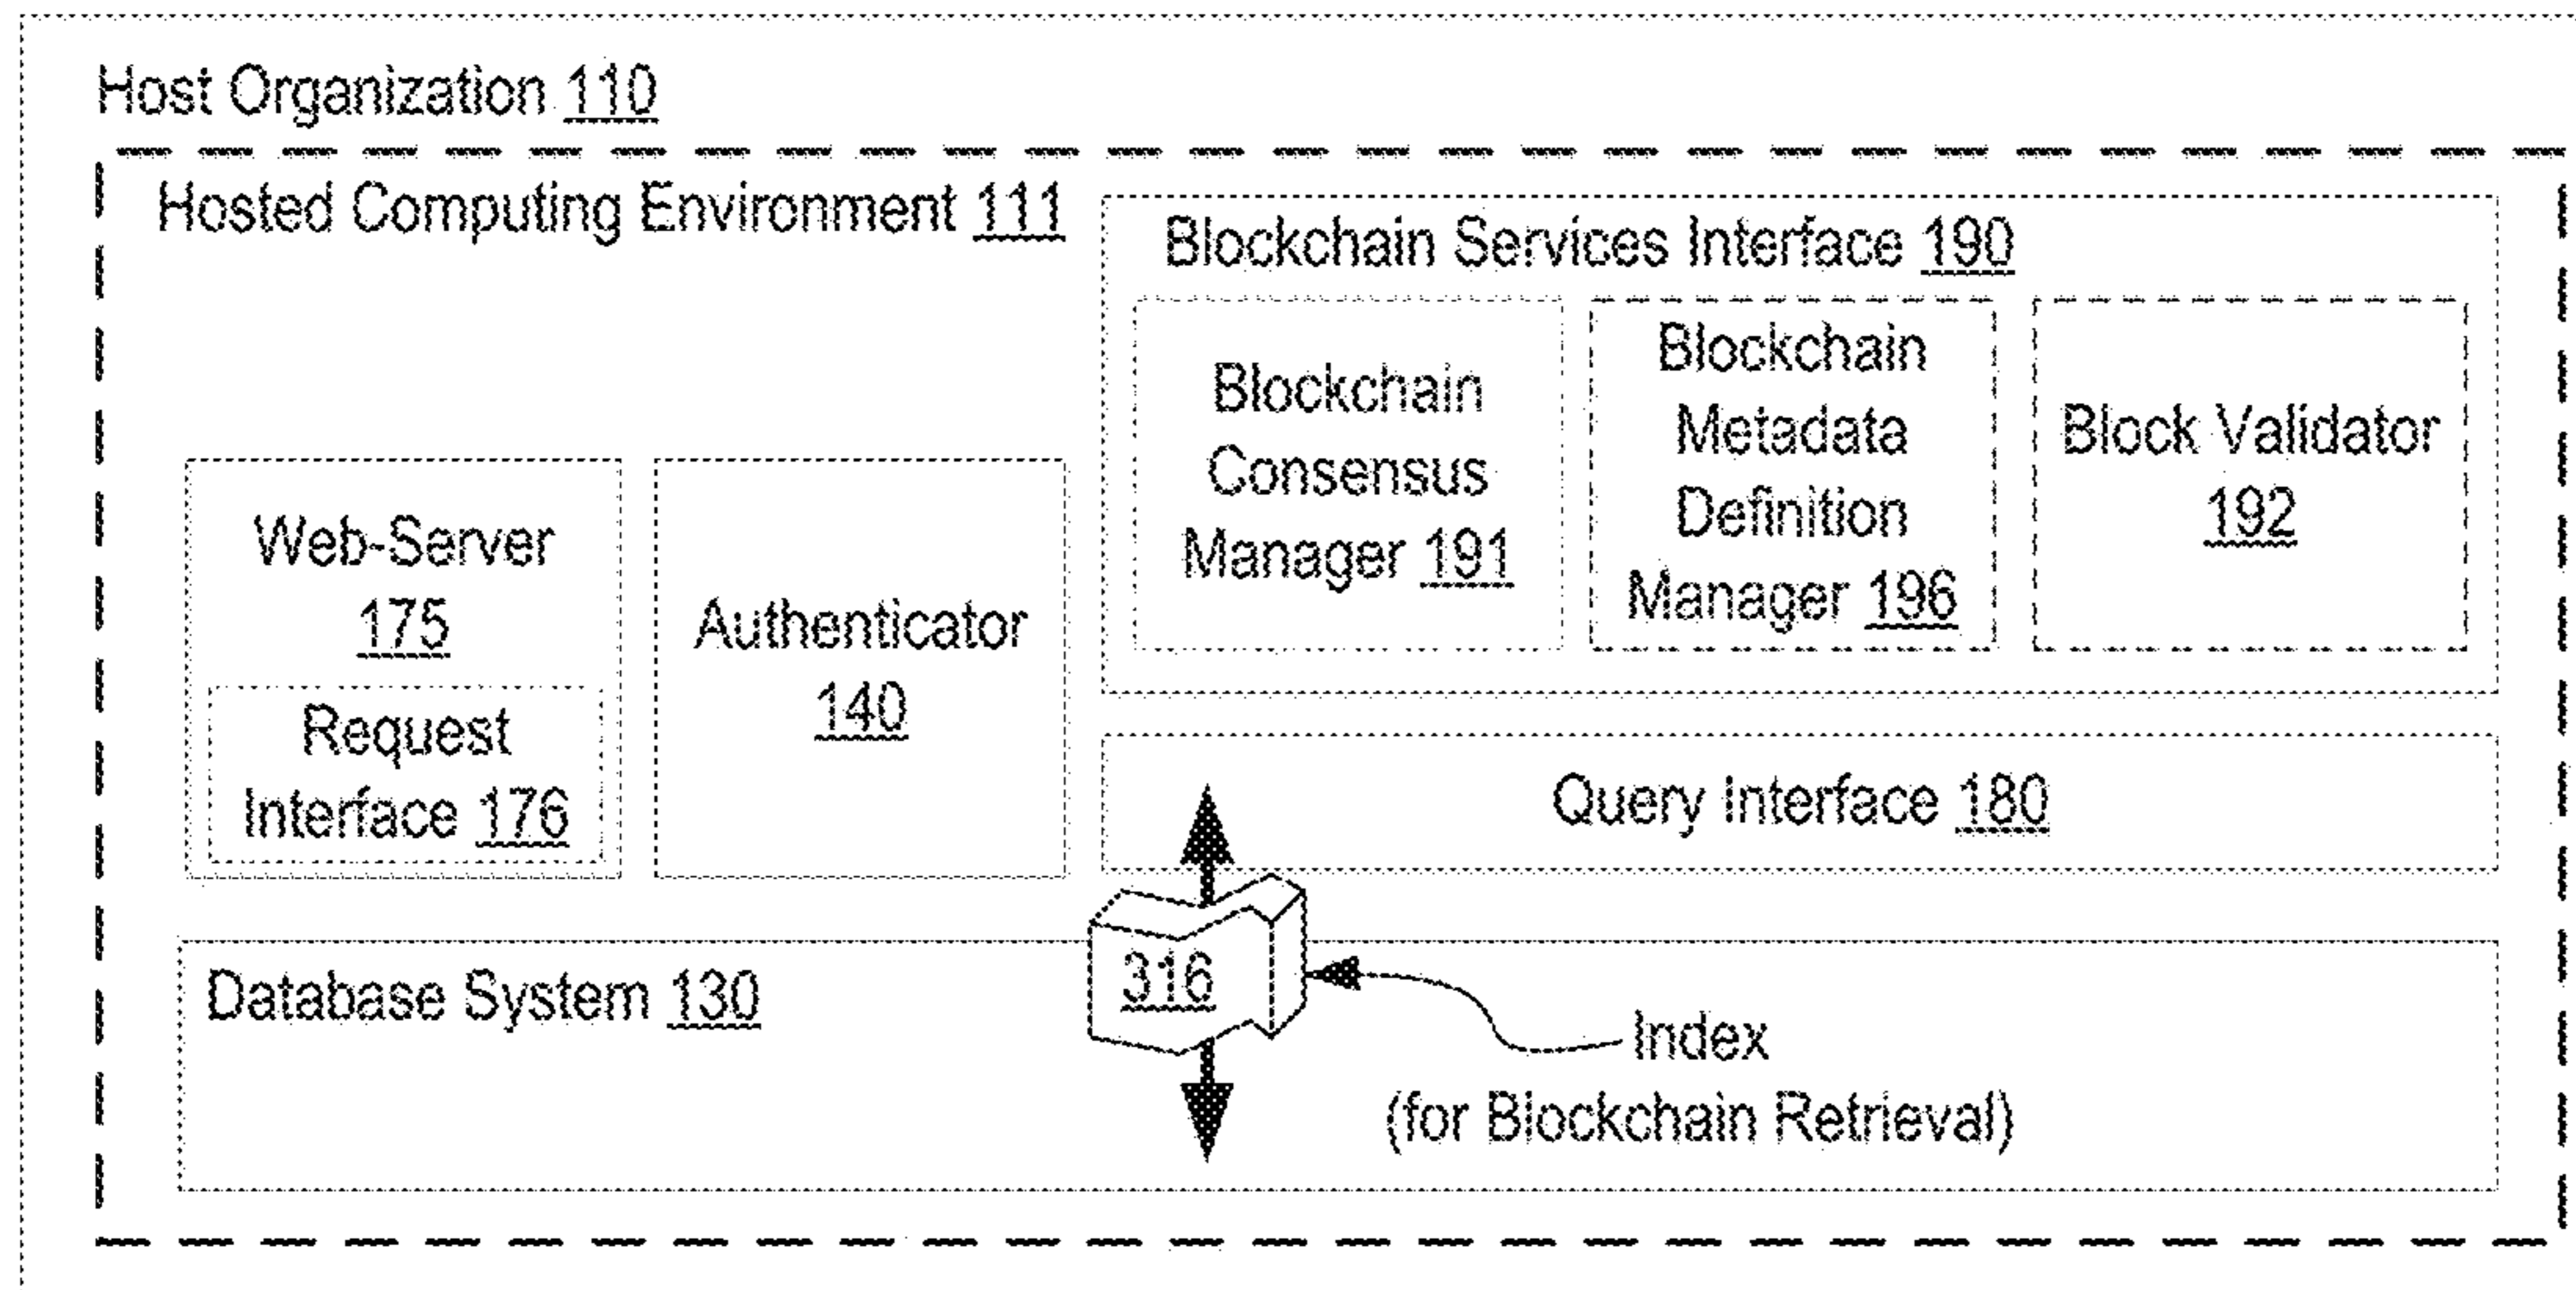 Host Organization 110
Hosted Computing Environment 111
Blockchain Services Interface 190
Blockchain
Consensus
Manager 191
Blockchain
Metadata
Definition
Manager 196
Block Validator
192
Web-Server
175
Request
Interface 176
Authenticator
140
Query Interface 180
Database System 130
316
Index
(for Blockchain Retrieval)